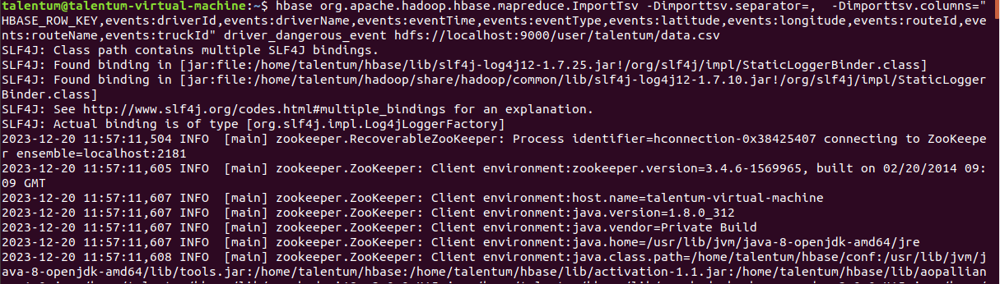 talentum@talentum-virtual-machine:~$ hbase org.apache.hadoop.hbase.mapreduce.ImportTsv -Dimporttsv.separator=,  -Dimporttsv.columns="
HBASE_ROW_KEY,events:driverId,events:driverName,events:eventTime,events:eventType,events:latitude,events:longitude,events:routeId,eve
nts:routeName,events:truckId" driver_dangerous_event hdfs://localhost:9000/user/talentum/data.csv
SLF4J: Class path contains multiple SLF4J bindings.
SLF4J: Found binding in [jar:file:/home/talentum/hbase/lib/slf4j-log4j12-1.7.25.jar!/org/slf4j/impl/StaticLoggerBinder.class]
SLF4J: Found binding in [jar:file:/home/talentum/hadoop/share/hadoop/common/lib/slf4j-log4j12-1.7.10.jar!/org/slf4j/impl/StaticLogger
Binder.class]
SLF4J: See http://www.slf4j.org/codes.html#multiple_bindings for an explanation.
SLF4J: Actual binding is of type [org.slf4j.impl.Log4jLoggerFactory]
2023-12-20 11:57:11,504 INFO  [main] zookeeper.RecoverableZooKeeper: Process identifier=hconnection-0x38425407 connecting to ZooKeepe
r ensemble=localhost:2181
2023-12-20 11:57:11,605 INFO  [main] zookeeper.ZooKeeper: Client environment:zookeeper.version=3.4.6-1569965, built on 02/20/2014 09:
09 GMT
2023-12-20 11:57:11,607 INFO  [main] zookeeper.ZooKeeper: Client environment:host.name=talentum-virtual-machine
2023-12-20 11:57:11,607 INFO  [main] zookeeper.ZooKeeper: Client environment:java.version=1.8.0_312
2023-12-20 11:57:11,607 INFO  [main] zookeeper.ZooKeeper: Client environment:java.vendor=Private Build
2023-12-20 11:57:11,607 INFO  [main] zookeeper.ZooKeeper: Client environment:java.home=/usr/lib/jvm/java-8-openjdk-amd64/jre
2023-12-20 11:57:11,608 INFO  [main] zookeeper.ZooKeeper: Client environment:java.class.path=/home/talentum/hbase/conf:/usr/lib/jvm/j
ava-8-openjdk-amd64/lib/tools.jar:/home/talentum/hbase:/home/talentum/hbase/lib/activation-1.1.jar:/home/talentum/hbase/lib/aopallian